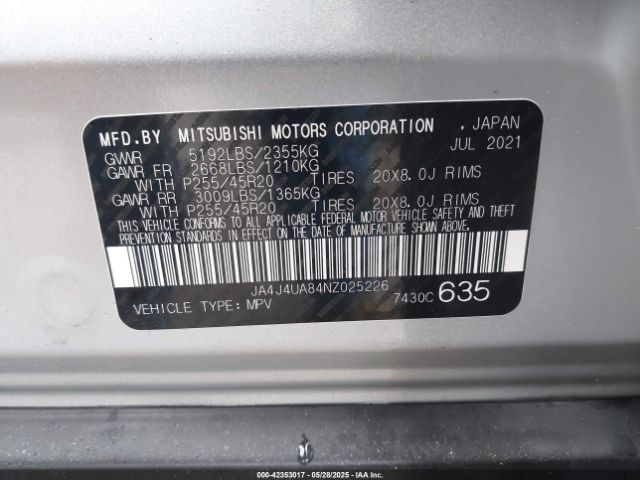 MFD.BY MITSUBISHI MOTORS CORPORATION . JAPAN
JUL 2021
GVWR 5192LBS/2355KG
GAWR FR 2668LBS/1210KG
WITH P255/45R20 TIRES 20X8.0J RIMS
GAWR RR 3009LBS/1365KG
WITH P255/45R20 TIRES 20X8.0J RIMS
THIS VEHICLE CONFORMS TO ALL APPLICABLE FEDERAL MOTOR VEHICLE SAFETY AND THEFT
PREVENTION STANDARDS IN EFFECT ON THE DATE OF MANUFACTURE SHOWN ABOVE.
JA4J4UA84NZ025226
VEHICLE TYPE: MPV 7430C 635
000-42353017 05/28/2025 © IAA Inc.